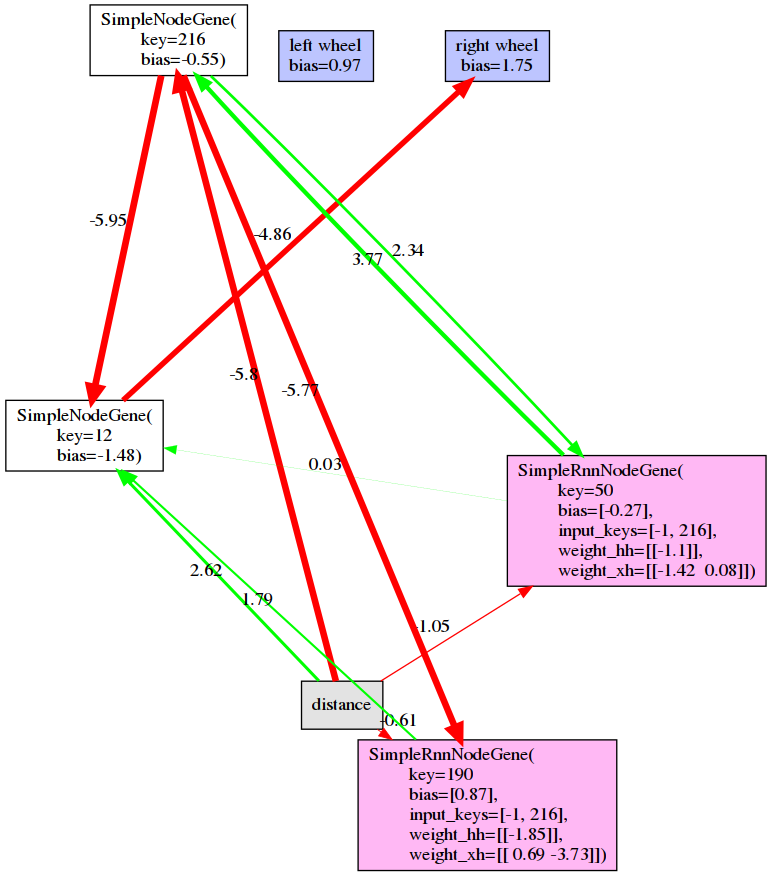 SimpleNodeGene(
key=216
bias=-0.55)
left wheel
bias=0.97
right wheel
bias=1.75
-5.95
-4.86
2.34
3.77
-5.8
-5.77
SimpleNodeGene(
key=12
bias=-1.48)
0.03
SimpleRnnNodeGene(
key=50
bias=[-0.27],
input_keys=[-1, 216],
weight_hh=[[-1.1]],
weight_xh=[[-1.42  0.08]])
2.62
1.79
-1.05
distance
-0.61
SimpleRnnNodeGene(
key=190
bias=[0.87],
input_keys=[-1, 216],
weight_hh=[[-1.85]],
weight_xh=[[ 0.69 -3.73]])